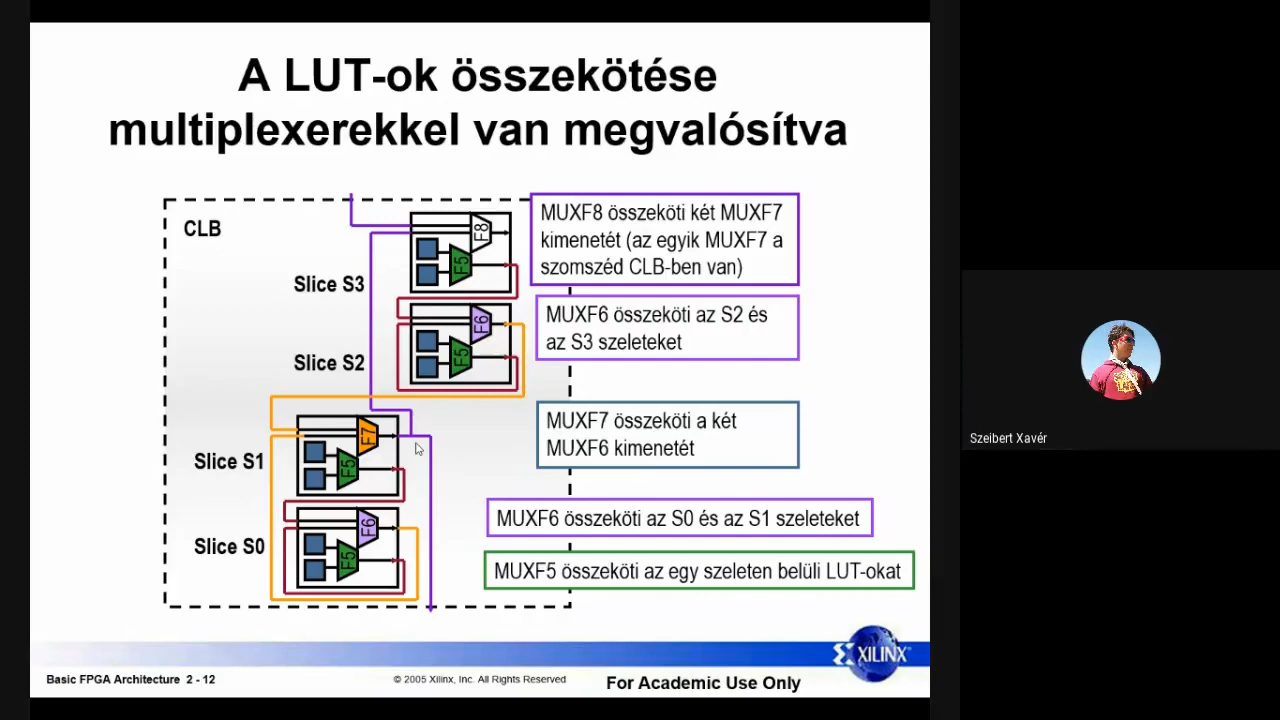 A LUT-ok összekötése
multiplexerekkel van megvalósítva
CLB
Slice S3
Slice S2
Slice S1
Slice S0
F8
F5
F6
F5
F7
F5
F6
F5
MUXF8 összeköti két MUXF7
kimenetét (az egyik MUXF7 a
szomszéd CLB-ben van)
MUXF6 összeköti az S2 és
az S3 szeleteket
MUXF7 összeköti a két
MUXF6 kimenetét
MUXF6 összeköti az S0 és az S1 szeleteket
MUXF5 összeköti az egy szeleten belüli LUT-okat
XILINX
Basic FPGA Architecture 2 - 12
© 2005 Xilinx, Inc. All Rights Reserved
For Academic Use Only
Szeibert Xavér